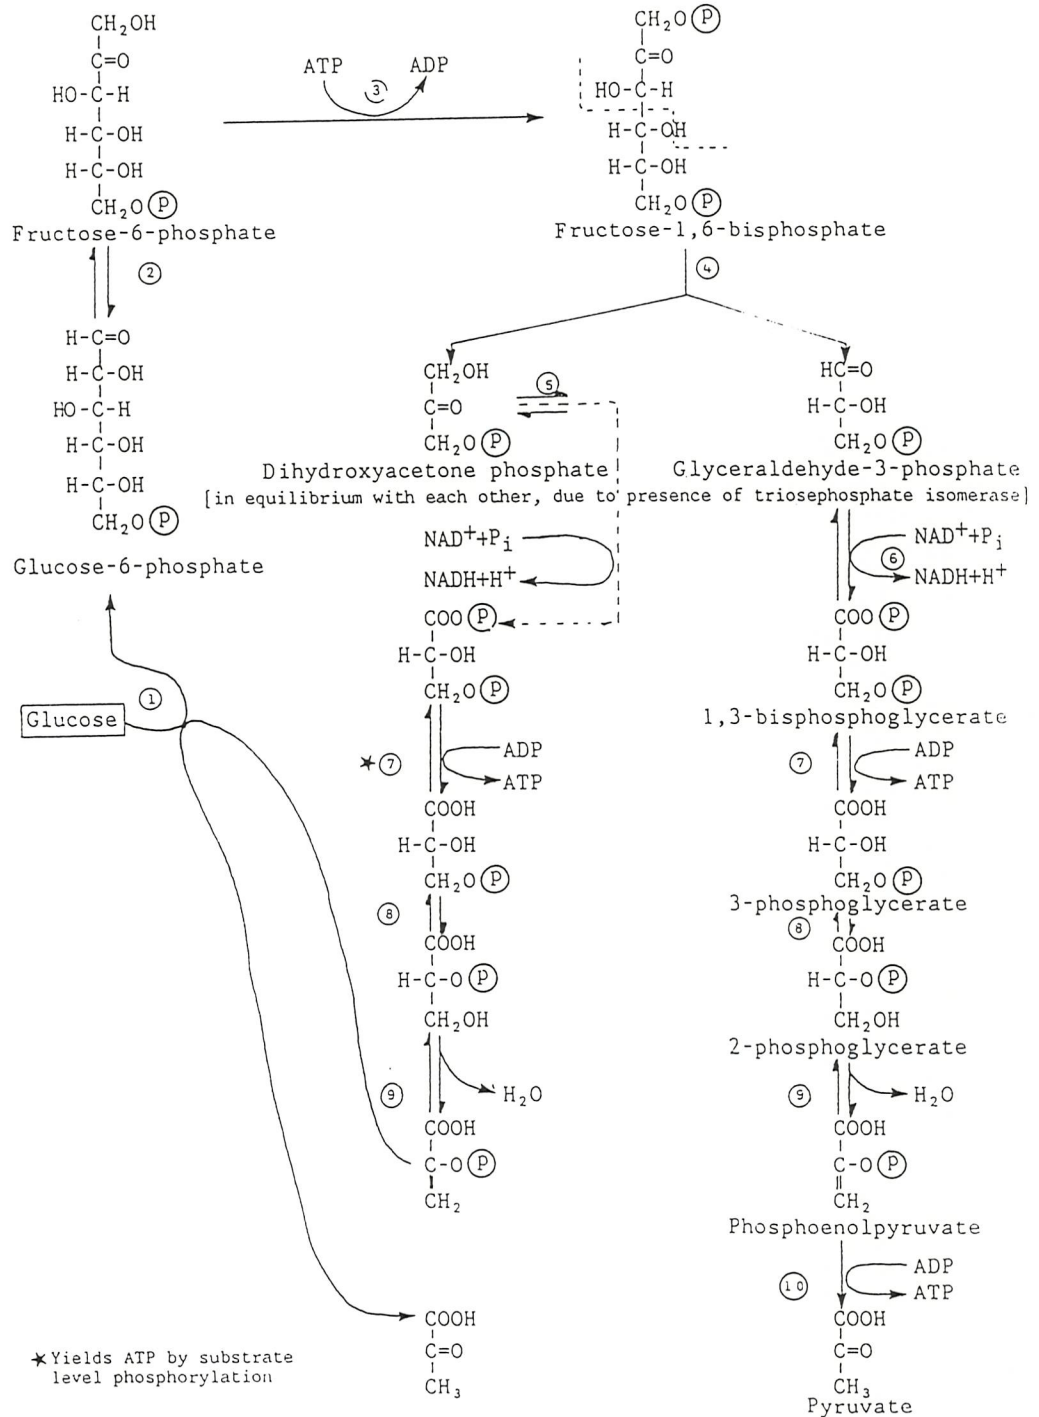 CH₂OH
C=O
HO-C-H
H-C-OH
H-C-OH
CH₂O P
Fructose-6-phosphate
ATP
3
ADP
CH₂O P
C=O
HO-C-H
H-C-OH
H-C-OH
CH₂O P
Fructose-1,6-bisphosphate
2
4
H-C=O
H-C-OH
HO-C-H
H-C-OH
H-C-OH
CH₂O P
Glucose-6-phosphate
1
Glucose
CH₂OH
C=O
CH₂O P
Dihydroxyacetone phosphate
5
HC=O
H-C-OH
CH₂O P
Glyceraldehyde-3-phosphate
[in equilibrium with each other, due to presence of triosephosphate isomerase]
NAD⁺+Pᵢ
NADH+H⁺
COO P
H-C-OH
CH₂O P
★ 7
ADP
ATP
COOH
H-C-OH
CH₂O P
8
COOH
H-C-O P
CH₂OH
9
H₂O
COOH
C-O P
CH₂
COOH
C=O
CH₃
6
NAD⁺+Pᵢ
NADH+H⁺
COO P
H-C-OH
CH₂O P
1,3-bisphosphoglycerate
7
ADP
ATP
COOH
H-C-OH
CH₂O P
3-phosphoglycerate
8
COOH
H-C-O P
CH₂OH
2-phosphoglycerate
9
H₂O
COOH
C-O P
CH₂
Phosphoenolpyruvate
10
ADP
ATP
COOH
C=O
CH₃
Pyruvate
★Yields ATP by substrate
level phosphorylation